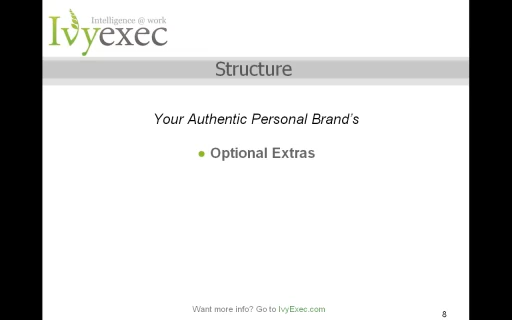 Intelligence @ work
Ivyexec
Structure
Your Authentic Personal Brand's
● Optional Extras
Want more info? Go to IvyExec.com
8